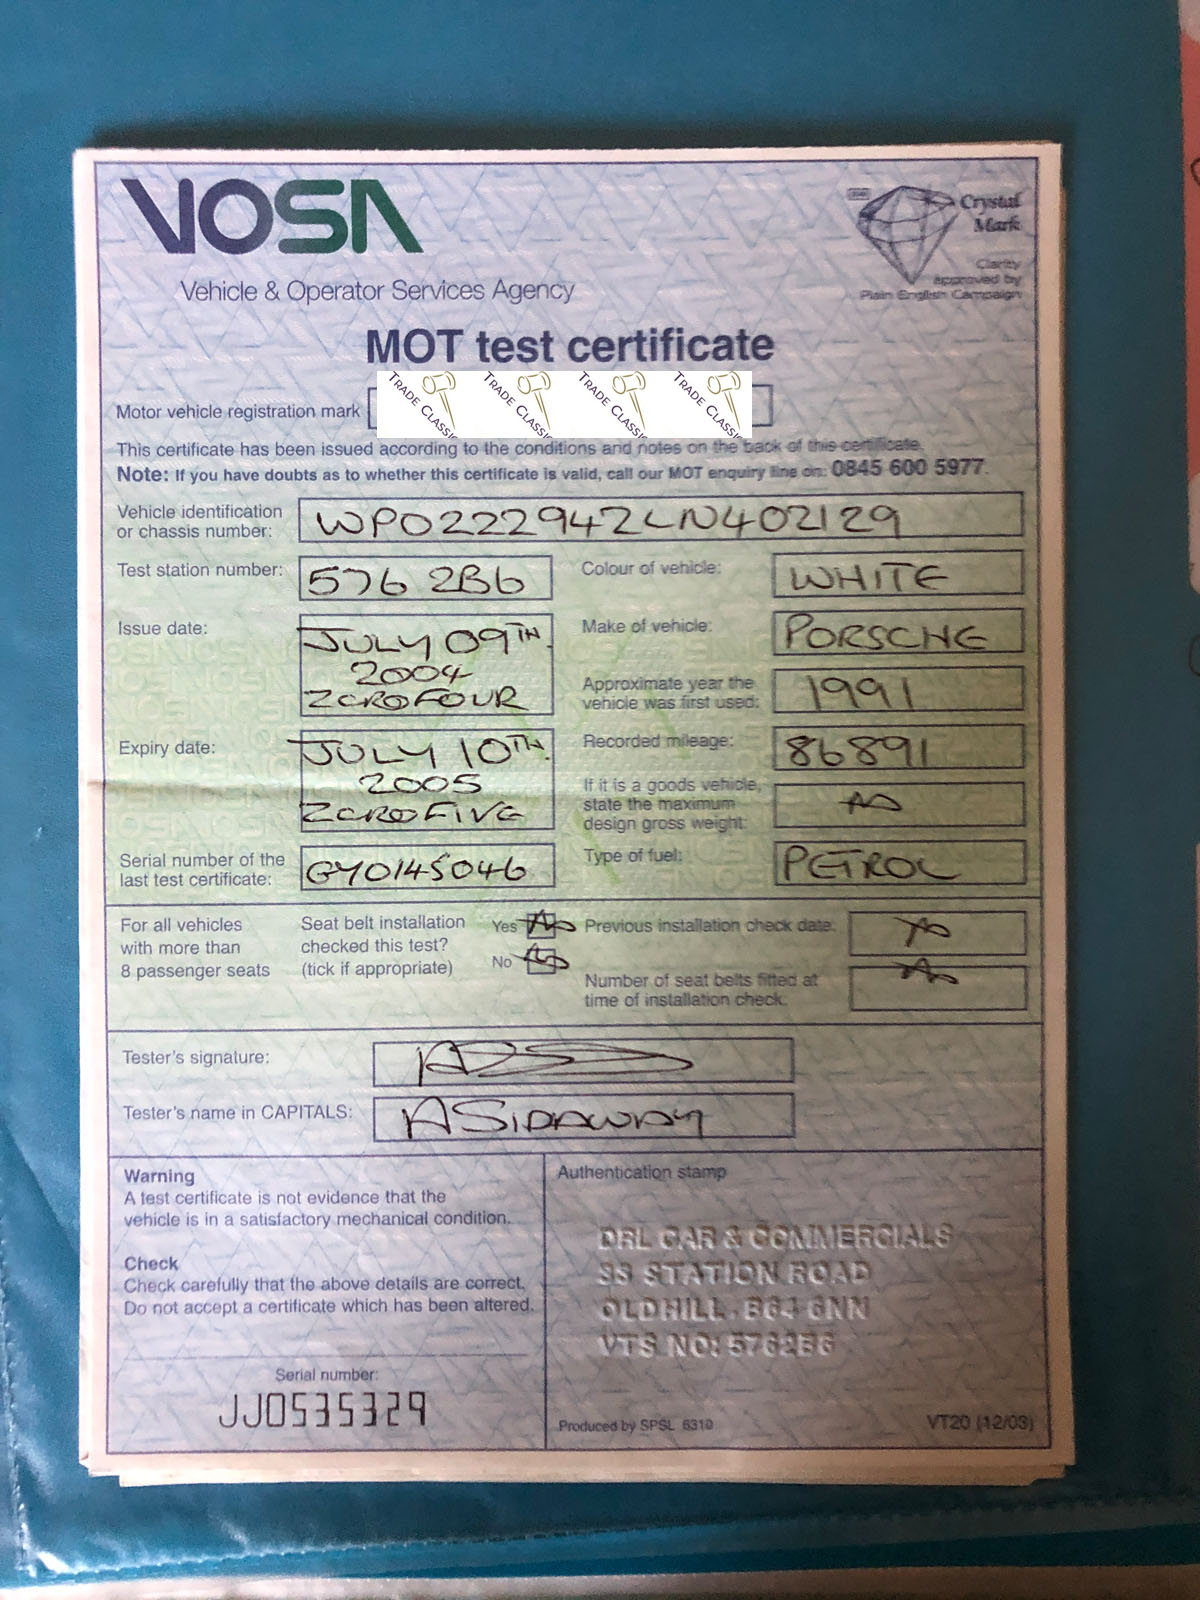 VOSA
Vehicle & Operator Services Agency
Crystal
Mark
Clarity
approved by
Plain English Campaign
MOT test certificate
Motor vehicle registration mark
TRADE CLASSIC TRADE CLASSIC TRADE CLASSIC TRADE CLASSIC
This certificate has been issued according to the conditions and notes on the back of this certificate.
Note: If you have doubts as to whether this certificate is valid, call our MOT enquiry line on: 0845 600 5977.
Vehicle identification
or chassis number: WP0222942LN402129
Test station number: 576 2B6
Colour of vehicle: WHITE
Issue date: JULY 09TH.
2004
ZEROFOUR
Make of vehicle: PORSCHE
Approximate year the
vehicle was first used: 1991
Expiry date: JULY 10TH.
2005
ZEROFIVE
Recorded mileage: 86891
If it is a goods vehicle,
state the maximum
design gross weight:
Serial number of the
last test certificate: GY0145046
Type of fuel: PETROL
For all vehicles
with more than
8 passenger seats
Seat belt installation
checked this test?
(tick if appropriate)
Yes
No
Previous installation check date:
Number of seat belts fitted at
time of installation check:
Tester's signature:
Tester's name in CAPITALS: A SIDAWAY
Warning
A test certificate is not evidence that the
vehicle is in a satisfactory mechanical condition.
Check
Check carefully that the above details are correct.
Do not accept a certificate which has been altered.
Serial number:
JJ0535329
Authentication stamp
DRL CAR & COMMERCIALS
STATION ROAD
OLDHILL. B64 6NN
VTS NO: 5762B6
Produced by SPSL 6310
VT20 (12/03)